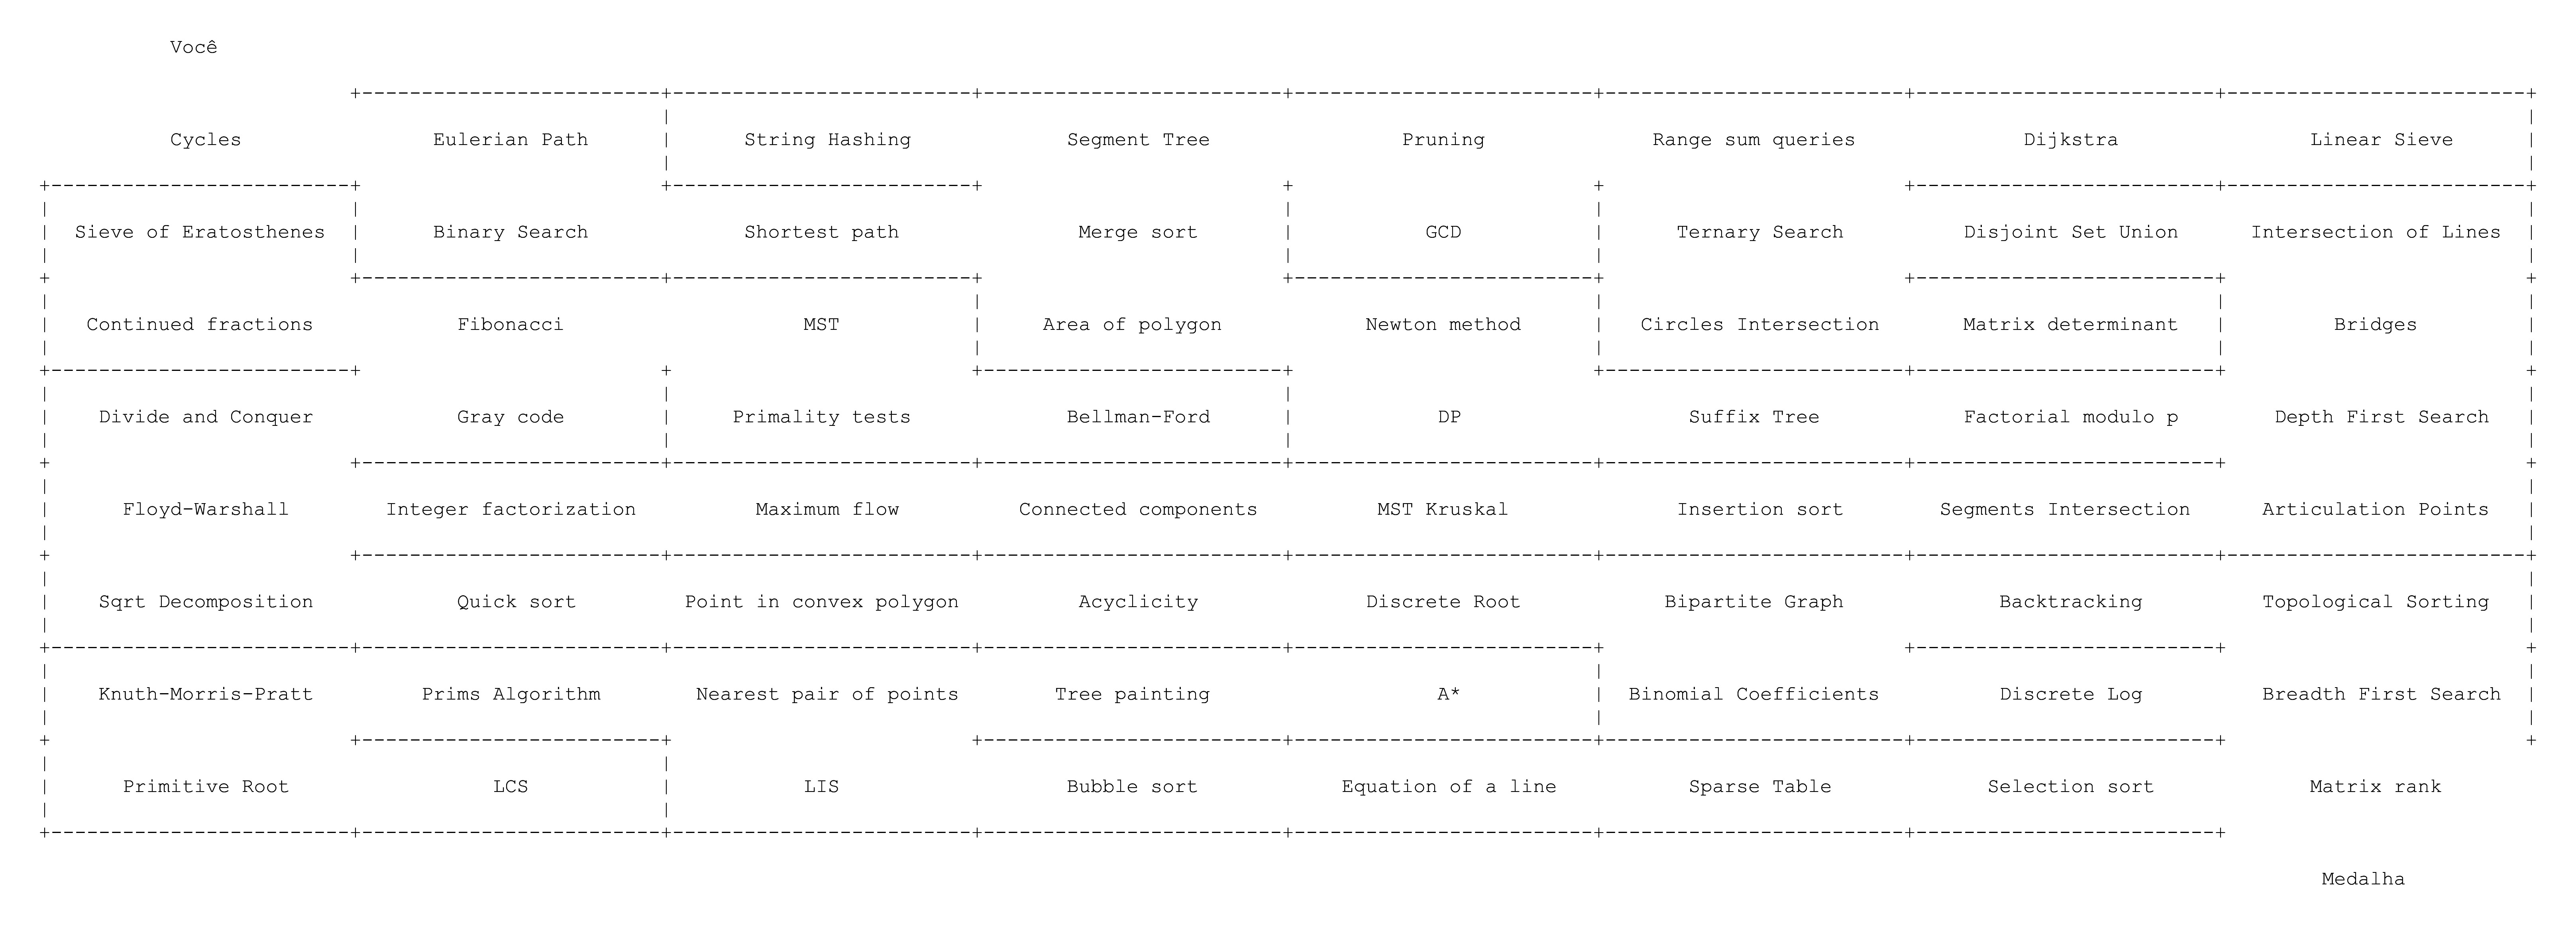 Você
Cycles Eulerian Path String Hashing Segment Tree Pruning Range sum queries Dijkstra Linear Sieve
Sieve of Eratosthenes Binary Search Shortest path Merge sort GCD Ternary Search Disjoint Set Union Intersection of Lines
Continued fractions Fibonacci MST Area of polygon Newton method Circles Intersection Matrix determinant Bridges
Divide and Conquer Gray code Primality tests Bellman-Ford DP Suffix Tree Factorial modulo p Depth First Search
Floyd-Warshall Integer factorization Maximum flow Connected components MST Kruskal Insertion sort Segments Intersection Articulation Points
Sqrt Decomposition Quick sort Point in convex polygon Acyclicity Discrete Root Bipartite Graph Backtracking Topological Sorting
Knuth-Morris-Pratt Prims Algorithm Nearest pair of points Tree painting A* Binomial Coefficients Discrete Log Breadth First Search
Primitive Root LCS LIS Bubble sort Equation of a line Sparse Table Selection sort Matrix rank
Medalha